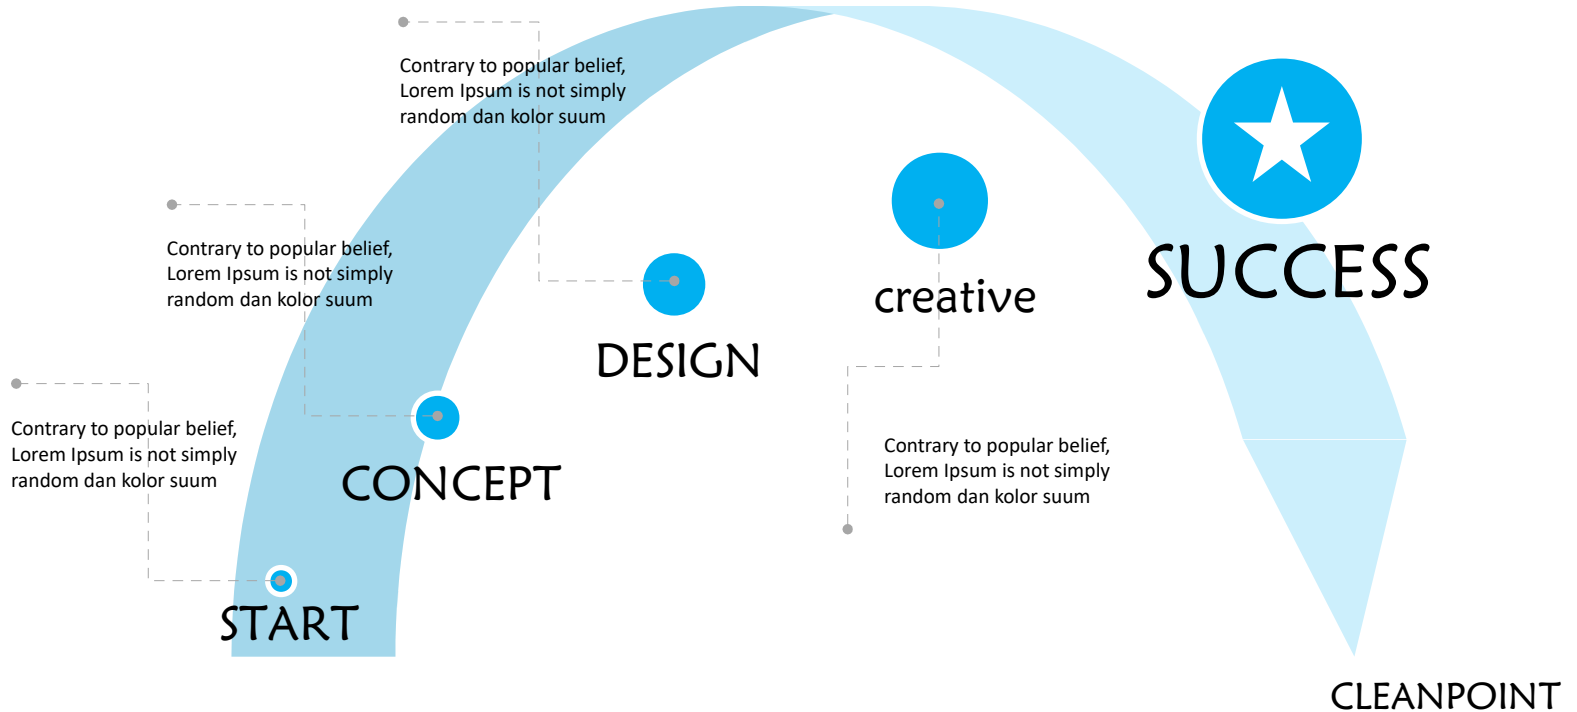 Contrary to popular belief,
Lorem Ipsum is not simply
random dan kolor suum
Contrary to popular belief,
Lorem Ipsum is not simply
random dan kolor suum
SUCCESS
creative
DESIGN
Contrary to popular belief,
Lorem Ipsum is not simply
random dan kolor suum
CONCEPT
Contrary to popular belief,
Lorem Ipsum is not simply
random dan kolor suum
START
CLEANPOINT